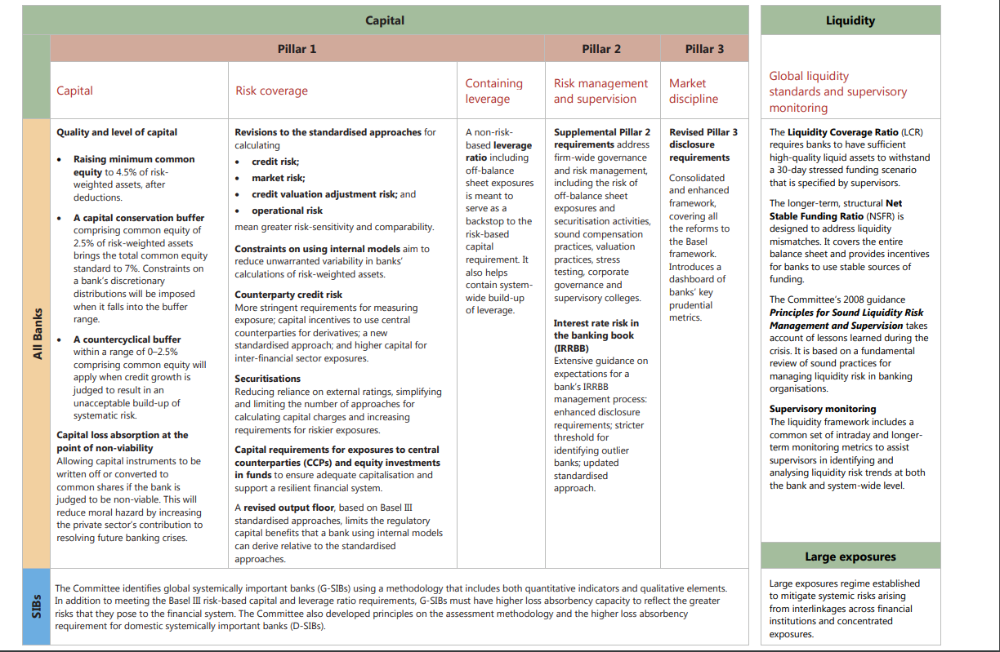 Capital
Pillar 1
Pillar 2
Pillar 3
Capital
Risk coverage
Containing
leverage
Risk management
and supervision
Market
discipline
All Banks
Quality and level of capital
• Raising minimum common
equity to 4.5% of risk-
weighted assets, after
deductions.
• A capital conservation buffer
comprising common equity of
2.5% of risk-weighted assets
brings the total common equity
standard to 7%. Constraints on
a bank's discretionary
distributions will be imposed
when it falls into the buffer
range.
• A countercyclical buffer
within a range of 0–2.5%
comprising common equity will
apply when credit growth is
judged to result in an
unacceptable build-up of
systematic risk.
Capital loss absorption at the
point of non-viability
Allowing capital instruments to be
written off or converted to
common shares if the bank is
judged to be non-viable. This will
reduce moral hazard by increasing
the private sector's contribution to
resolving future banking crises.
Revisions to the standardised approaches for
calculating
• credit risk;
• market risk;
• credit valuation adjustment risk; and
• operational risk
mean greater risk-sensitivity and comparability.
Constraints on using internal models aim to
reduce unwarranted variability in banks'
calculations of risk-weighted assets.
Counterparty credit risk
More stringent requirements for measuring
exposure; capital incentives to use central
counterparties for derivatives; a new
standardised approach; and higher capital for
inter-financial sector exposures.
Securitisations
Reducing reliance on external ratings, simplifying
and limiting the number of approaches for
calculating capital charges and increasing
requirements for riskier exposures.
Capital requirements for exposures to central
counterparties (CCPs) and equity investments
in funds to ensure adequate capitalisation and
support a resilient financial system.
A revised output floor, based on Basel III
standardised approaches, limits the regulatory
capital benefits that a bank using internal models
can derive relative to the standardised
approaches.
A non-risk-
based leverage
ratio including
off-balance
sheet exposures
is meant to
serve as a
backstop to the
risk-based
capital
requirement. It
also helps
contain system-
wide build-up
of leverage.
Supplemental Pillar 2
requirements address
firm-wide governance
and risk management,
including the risk of
off-balance sheet
exposures and
securitisation activities,
sound compensation
practices, valuation
practices, stress
testing, corporate
governance and
supervisory colleges.
Interest rate risk in
the banking book
(IRRBB)
Extensive guidance on
expectations for a
bank's IRRBB
management process:
enhanced disclosure
requirements; stricter
threshold for
identifying outlier
banks; updated
standardised
approach.
Revised Pillar 3
disclosure
requirements
Consolidated
and enhanced
framework,
covering all
the reforms to
the Basel
framework.
Introduces a
dashboard of
banks' key
prudential
metrics.
SIBs
The Committee identifies global systemically important banks (G-SIBs) using a methodology that includes both quantitative indicators and qualitative elements.
In addition to meeting the Basel III risk-based capital and leverage ratio requirements, G-SIBs must have higher loss absorbency capacity to reflect the greater
risks that they pose to the financial system. The Committee also developed principles on the assessment methodology and the higher loss absorbency
requirement for domestic systemically important banks (D-SIBs).
Liquidity
Global liquidity
standards and supervisory
monitoring
The Liquidity Coverage Ratio (LCR)
requires banks to have sufficient
high-quality liquid assets to withstand
a 30-day stressed funding scenario
that is specified by supervisors.
The longer-term, structural Net
Stable Funding Ratio (NSFR) is
designed to address liquidity
mismatches. It covers the entire
balance sheet and provides incentives
for banks to use stable sources of
funding.
The Committee's 2008 guidance
Principles for Sound Liquidity Risk
Management and Supervision takes
account of lessons learned during the
crisis. It is based on a fundamental
review of sound practices for
managing liquidity risk in banking
organisations.
Supervisory monitoring
The liquidity framework includes a
common set of intraday and longer-
term monitoring metrics to assist
supervisors in identifying and
analysing liquidity risk trends at both
the bank and system-wide level.
Large exposures
Large exposures regime established
to mitigate systemic risks arising
from interlinkages across financial
institutions and concentrated
exposures.